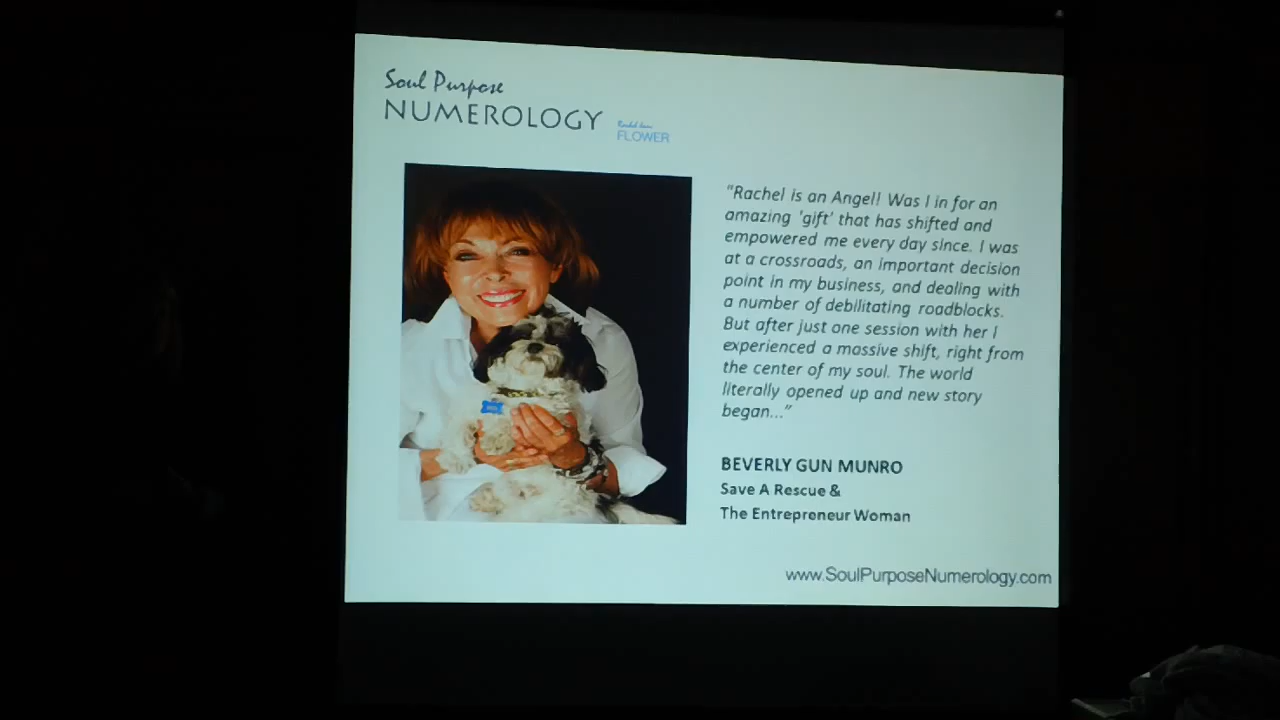 Soul Purpose
NUMEROLOGY
Rachel Ann
FLOWER
"Rachel is an Angel! Was I in for an
amazing 'gift' that has shifted and
empowered me every day since. I was
at a crossroads, an important decision
point in my business, and dealing with
a number of debilitating roadblocks.
But after just one session with her I
experienced a massive shift, right from
the center of my soul. The world
literally opened up and new story
began..."
BEVERLY GUN MUNRO
Save A Rescue &
The Entrepreneur Woman
www.SoulPurposeNumerology.com